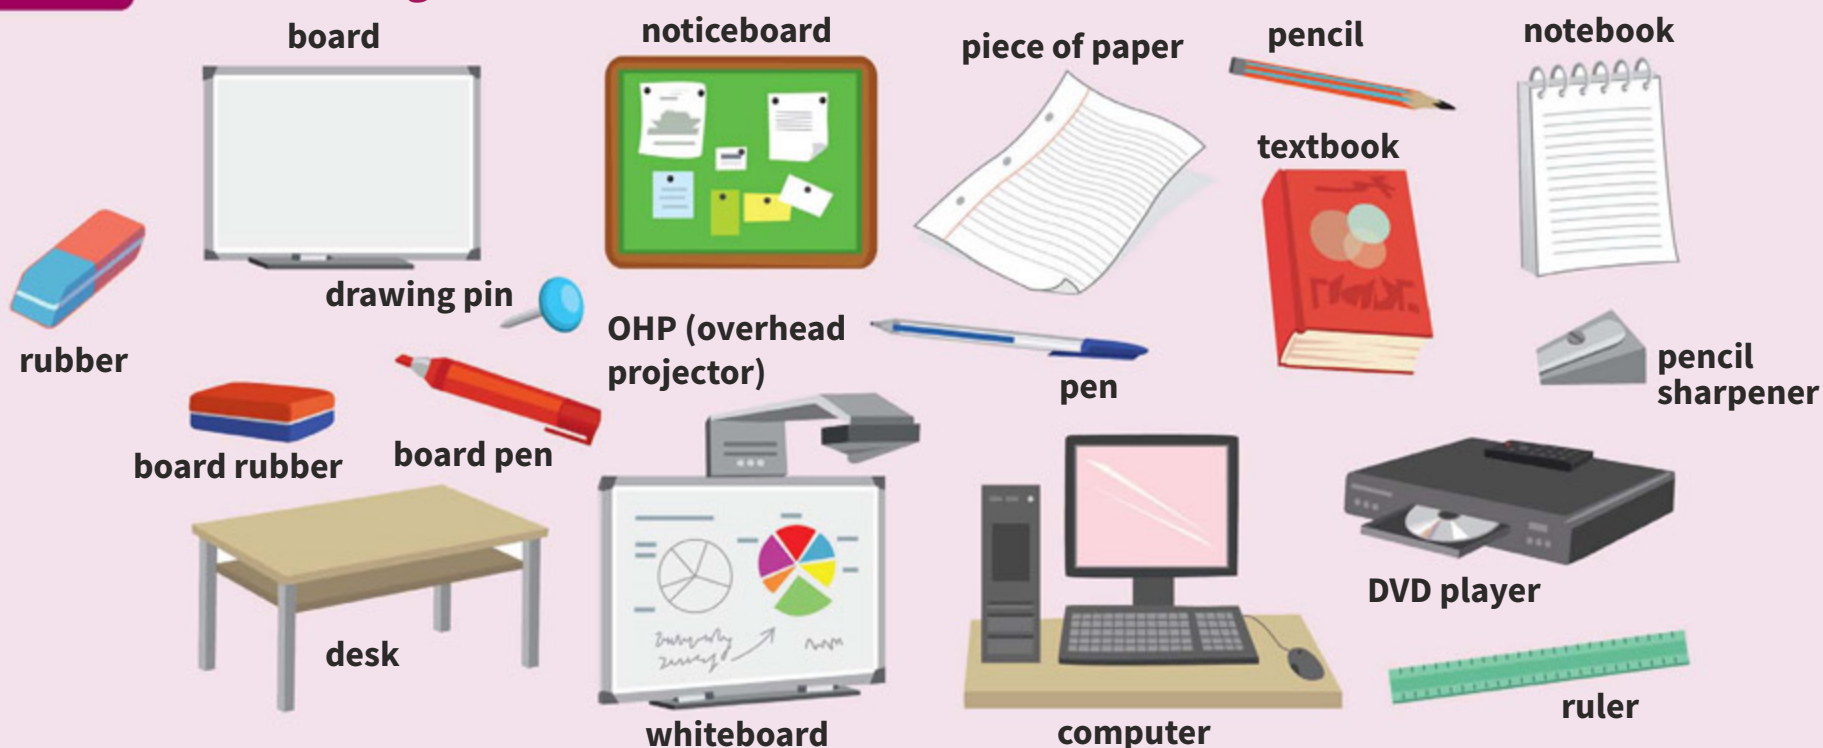 board
noticeboard
piece of paper
pencil
notebook
textbook
drawing pin
OHP (overhead
projector)
rubber
pen
pencil
sharpener
board rubber
board pen
DVD player
desk
ruler
whiteboard
computer